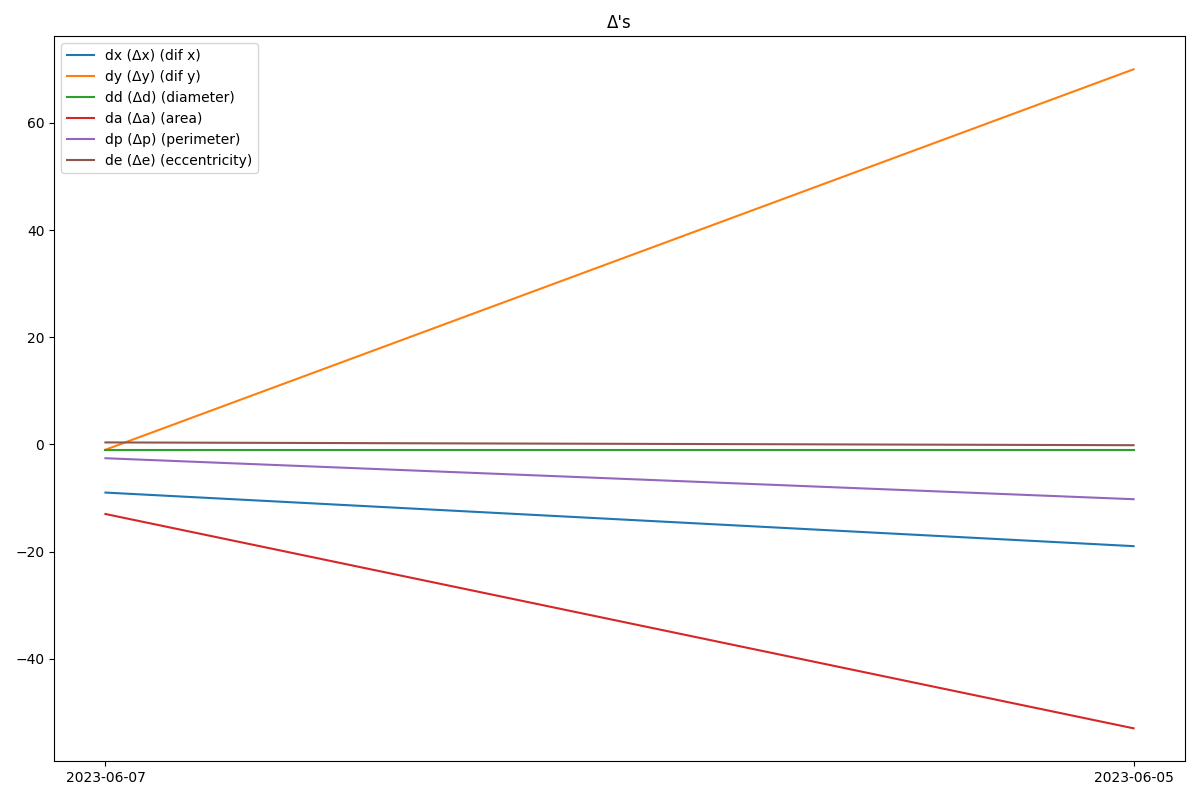 Δ's
dx (Δx) (dif x)
dy (Δy) (dif y)
dd (Δd) (diameter)
da (Δa) (area)
dp (Δp) (perimeter)
de (Δe) (eccentricity)
60
40
20
0
−20
−40
2023-06-07
2023-06-05